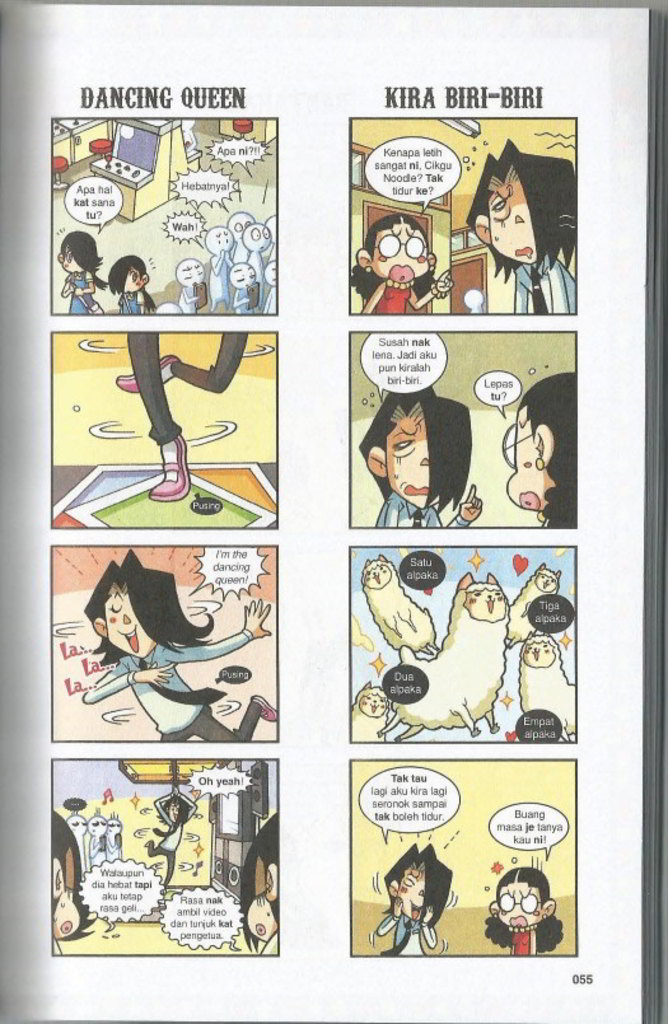 DANCING QUEEN
Apa ni?!!
Hebatnya!
Apa hal
kat sana
tu?
Wah!
Pusing
I'm the
dancing
queen!
La...
La...
La...
Pusing
Oh yeah!
...
Walaupun
dia hebat tapi
aku tetap
rasa geli...
Rasa nak
ambil video
dan tunjuk kat
pengetua.
KIRA BIRI-BIRI
Kenapa letih
sangat ni, Cikgu
Noodle? Tak
tidur ke?
Susah nak
lena. Jadi aku
pun kiralah
biri-biri.
Lepas
tu?
Satu
alpaka
Tiga
alpaka
Dua
alpaka
Empat
alpaka
Tak tau
lagi aku kira lagi
seronok sampai
tak boleh tidur.
Buang
masa je tanya
kau ni!
055